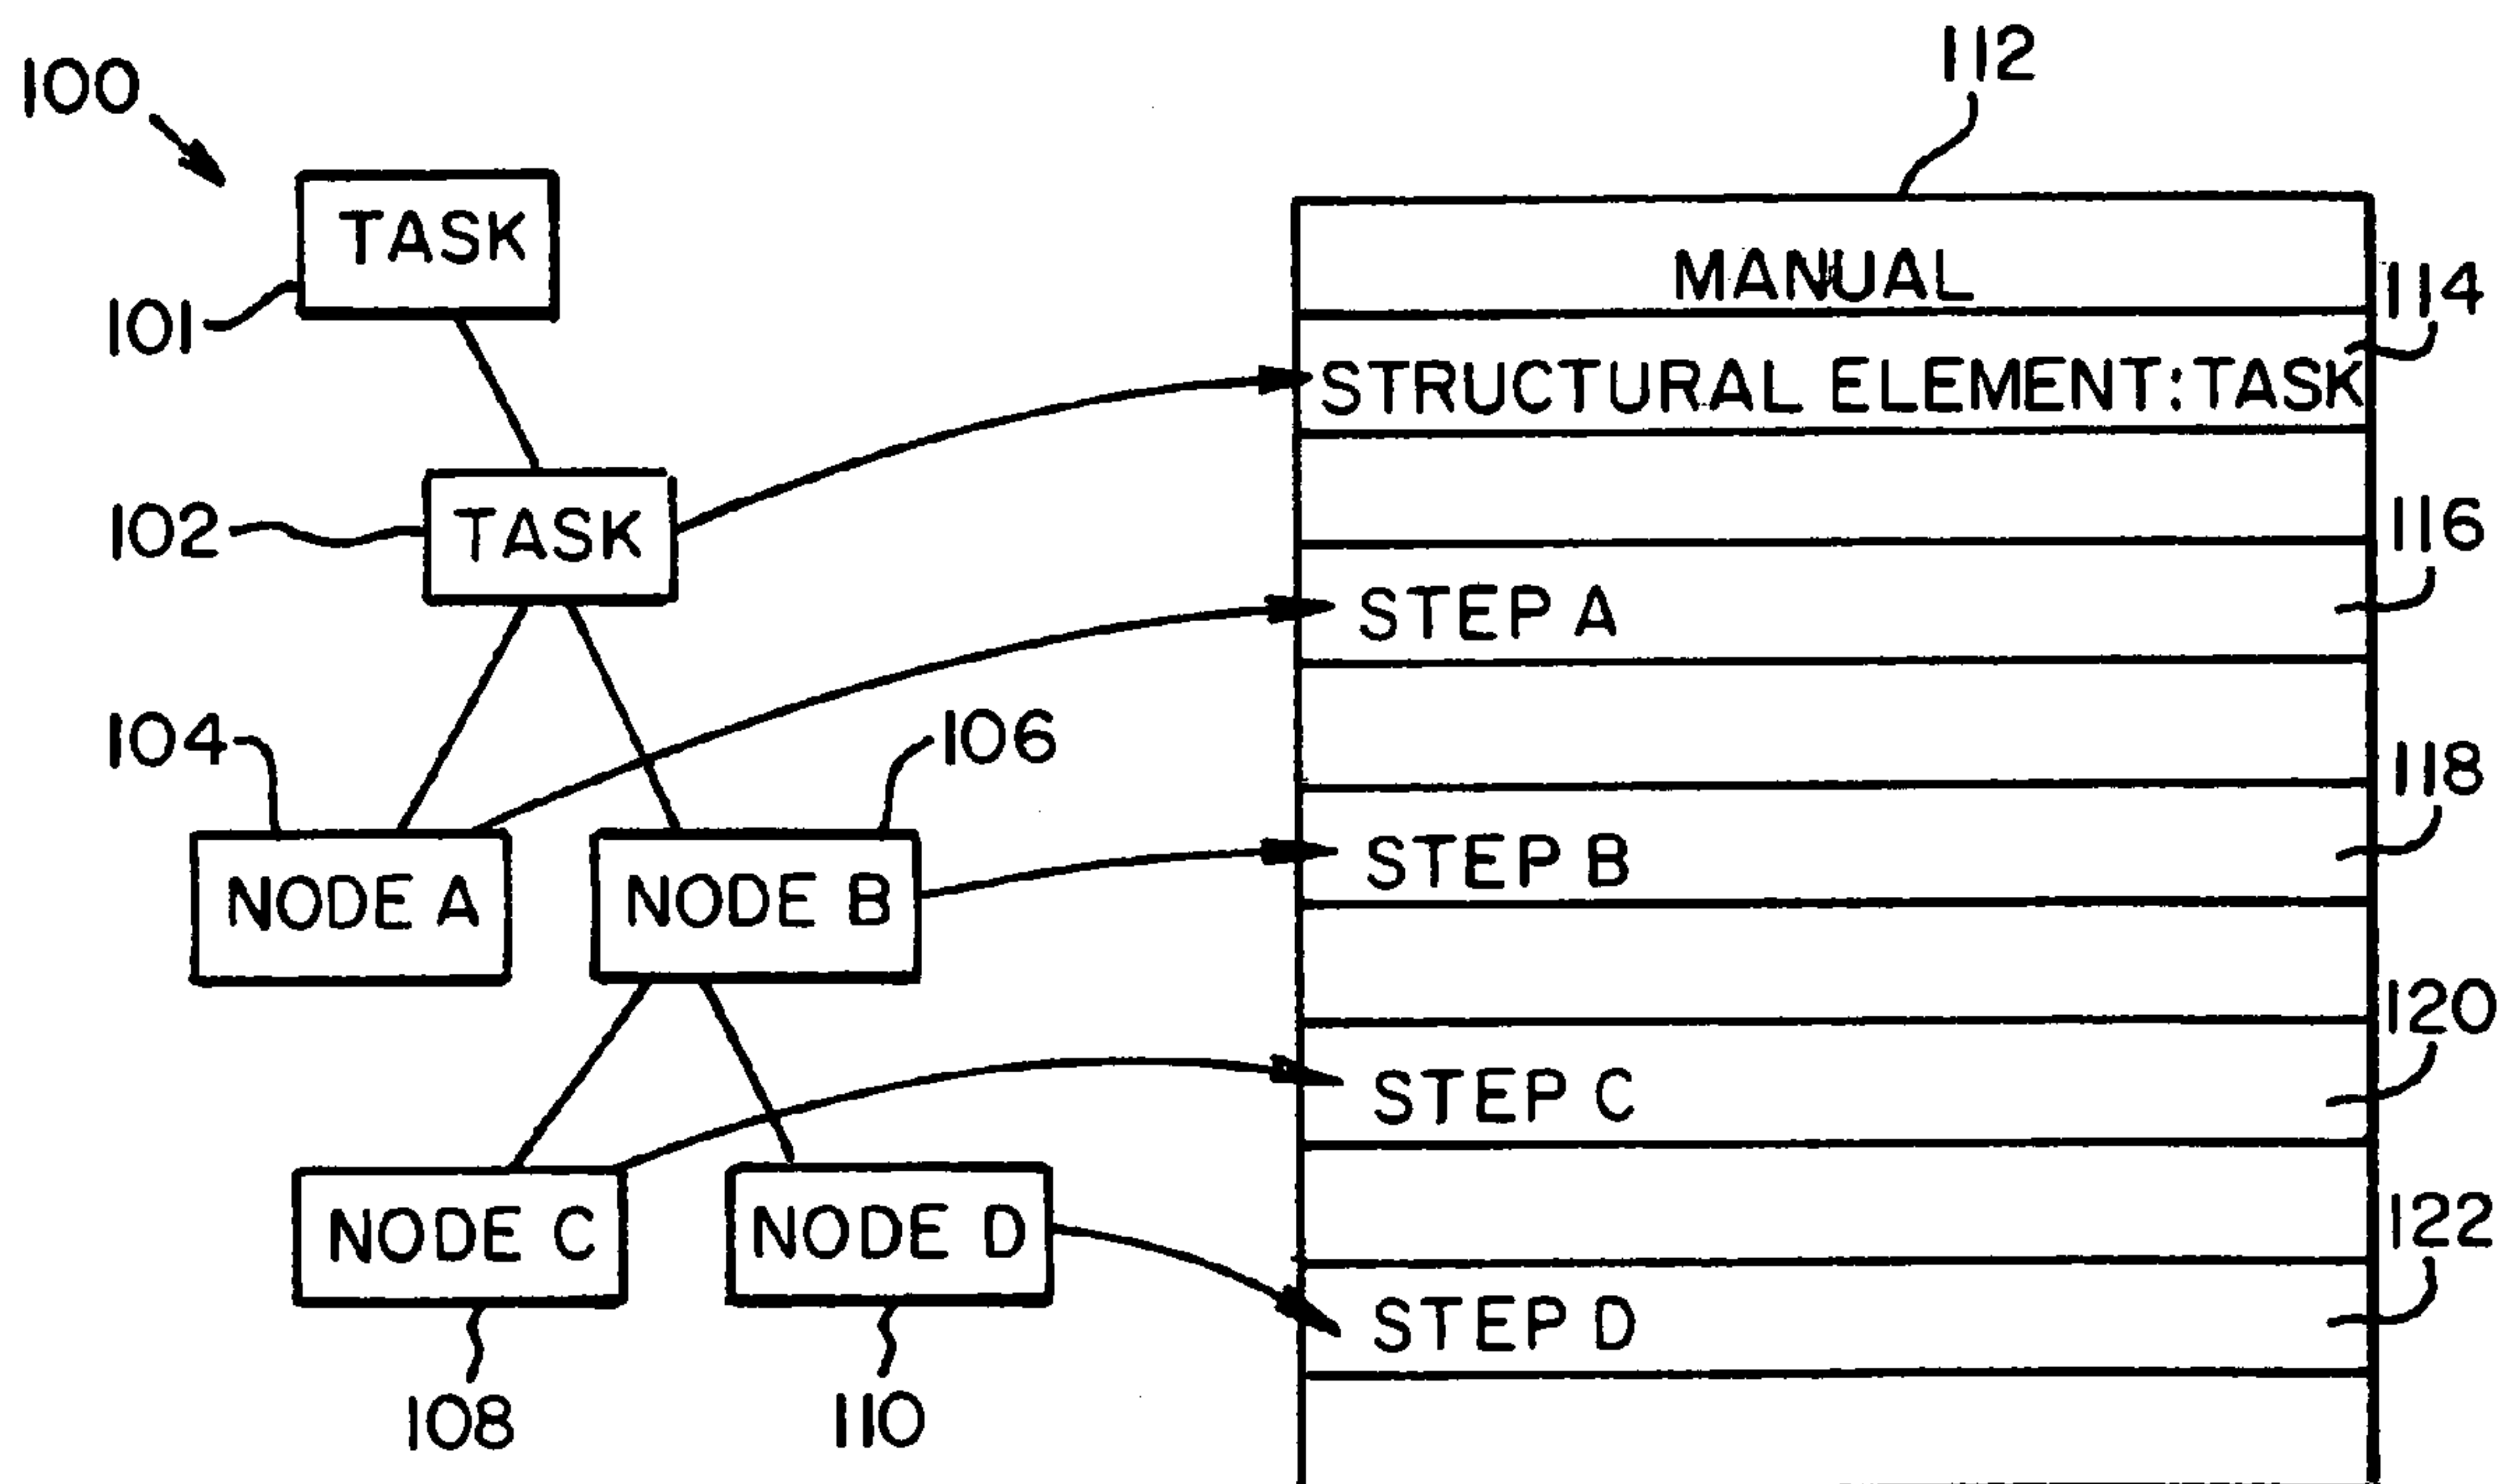 100
112
TASK
101
MANUAL
114
STRUCTURAL ELEMENT:TASK
102
TASK
116
STEP A
104
106
118
STEP B
NODE A
NODE B
120
STEP C
122
NODE C
NODE D
STEP D
108
110